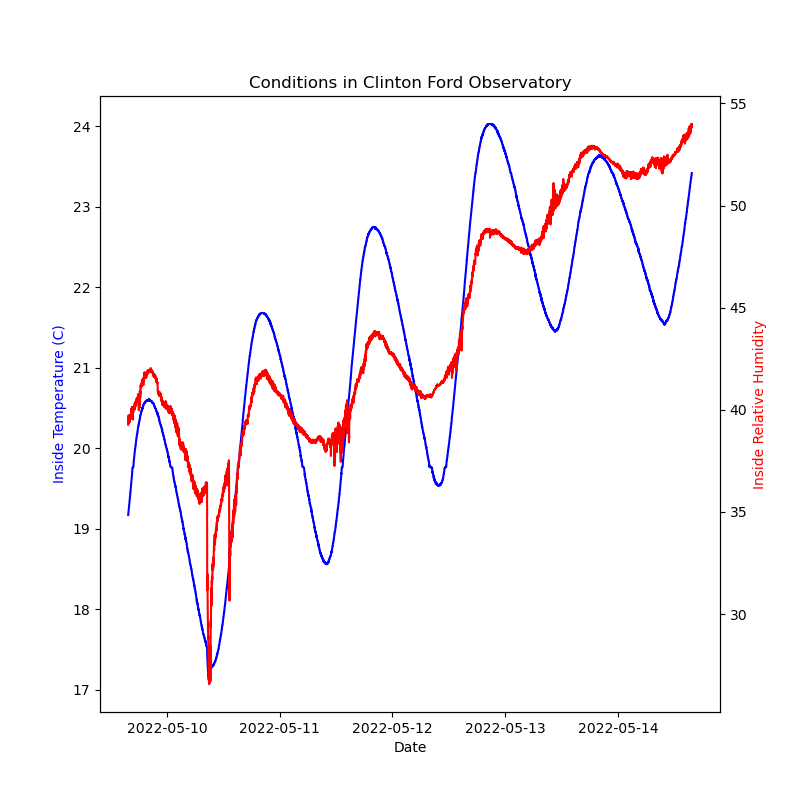 Conditions in Clinton Ford Observatory
24
23
22
21
20
19
18
17
Inside Temperature (C)
55
50
45
40
35
30
Inside Relative Humidity
2022-05-10 2022-05-11 2022-05-12 2022-05-13 2022-05-14
Date